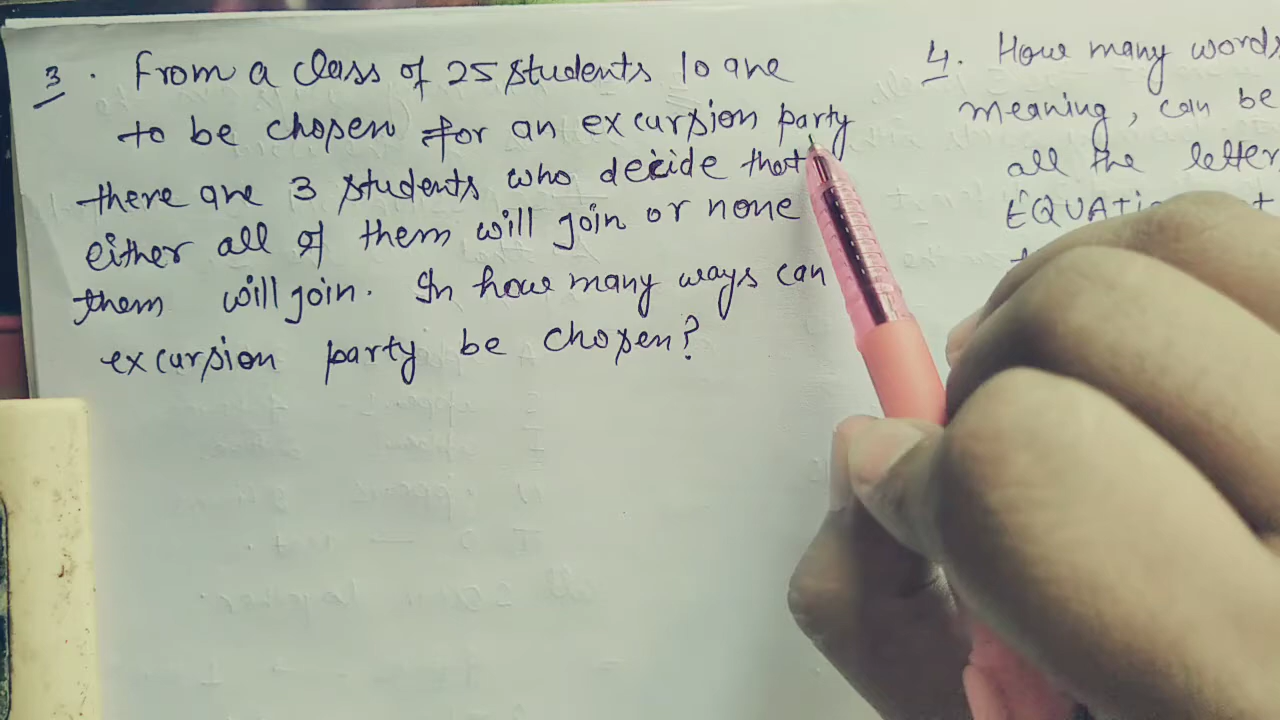 3. From a class of 25 students 10 are
to be chosen for an excursion party
there are 3 students who decide that
either all of them will join or none
them will join. In how many ways can
excursion party be chosen?
4. How many words
meaning, can be
all the letter